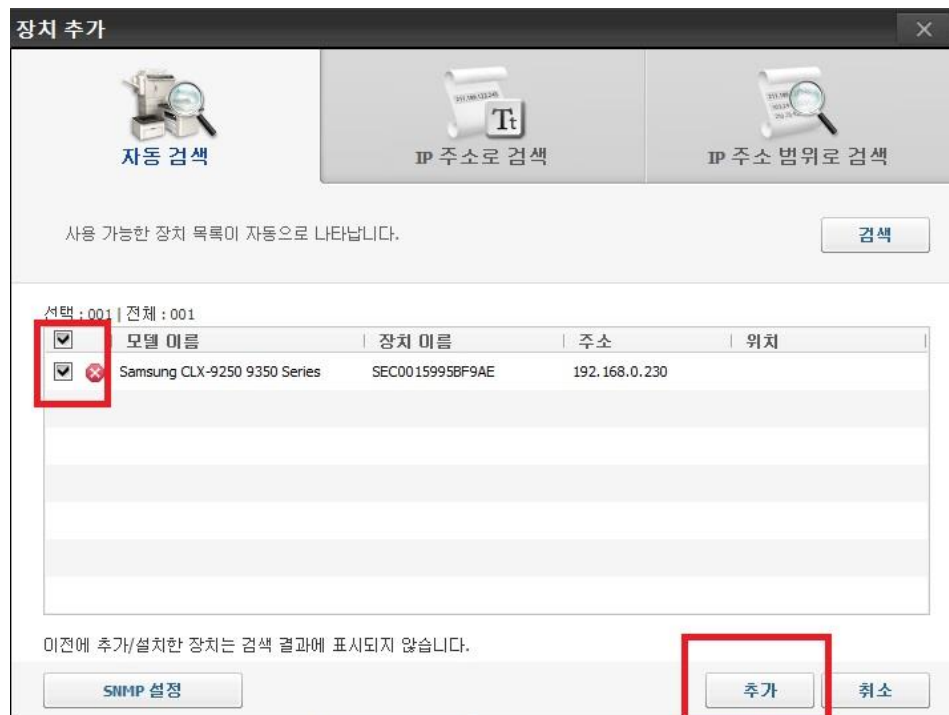 장치 추가
자동 검색
IP 주소로 검색
IP 주소 범위로 검색
사용 가능한 장치 목록이 자동으로 나타납니다.
검색
선택 : 001 | 전체 : 001
모델 이름 장치 이름 주소 위치
Samsung CLX-9250 9350 Series SEC0015995BF9AE 192.168.0.230
이전에 추가/설치한 장치는 검색 결과에 표시되지 않습니다.
SNMP 설정 추가 취소